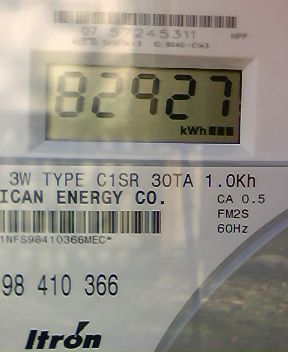 07 57245311 NPP
82927
kWh
3W TYPE C1SR 30TA 1.0Kh
ICAN ENERGY CO.
CA 0.5
FM2S
60Hz
1NFS98410366MEC*
98 410 366
Itron